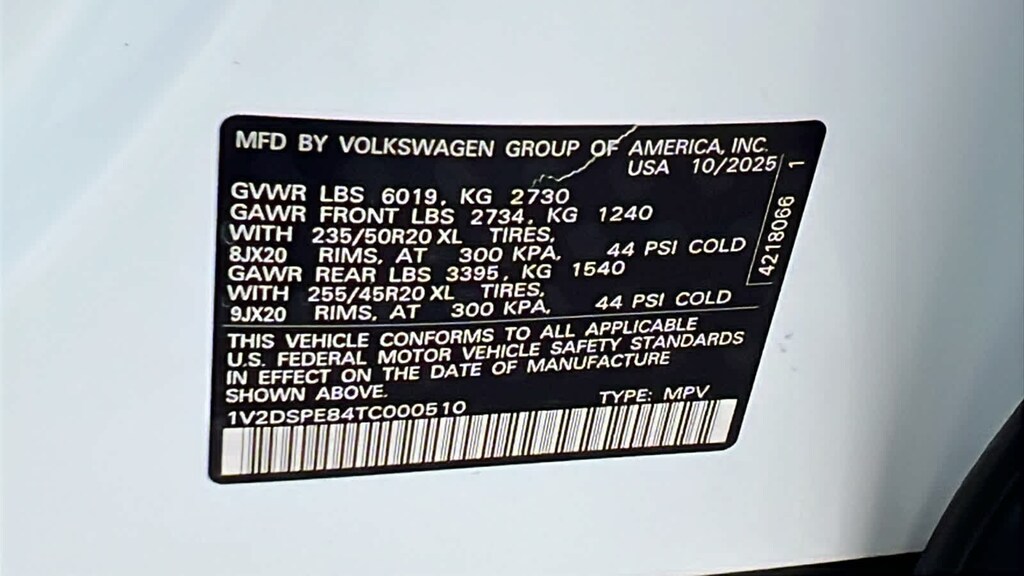 MFD BY VOLKSWAGEN GROUP OF AMERICA, INC.
USA 10/2025
GVWR LBS 6019, KG 2730
GAWR FRONT LBS 2734, KG 1240
WITH 235/50R20 XL TIRES,
8JX20 RIMS, AT 300 KPA, 44 PSI COLD
GAWR REAR LBS 3395, KG 1540
WITH 255/45R20 XL TIRES,
9JX20 RIMS, AT 300 KPA, 44 PSI COLD
THIS VEHICLE CONFORMS TO ALL APPLICABLE
U.S. FEDERAL MOTOR VEHICLE SAFETY STANDARDS
IN EFFECT ON THE DATE OF MANUFACTURE
SHOWN ABOVE.
TYPE: MPV
1V2DSPE84TC000510
4218066 1